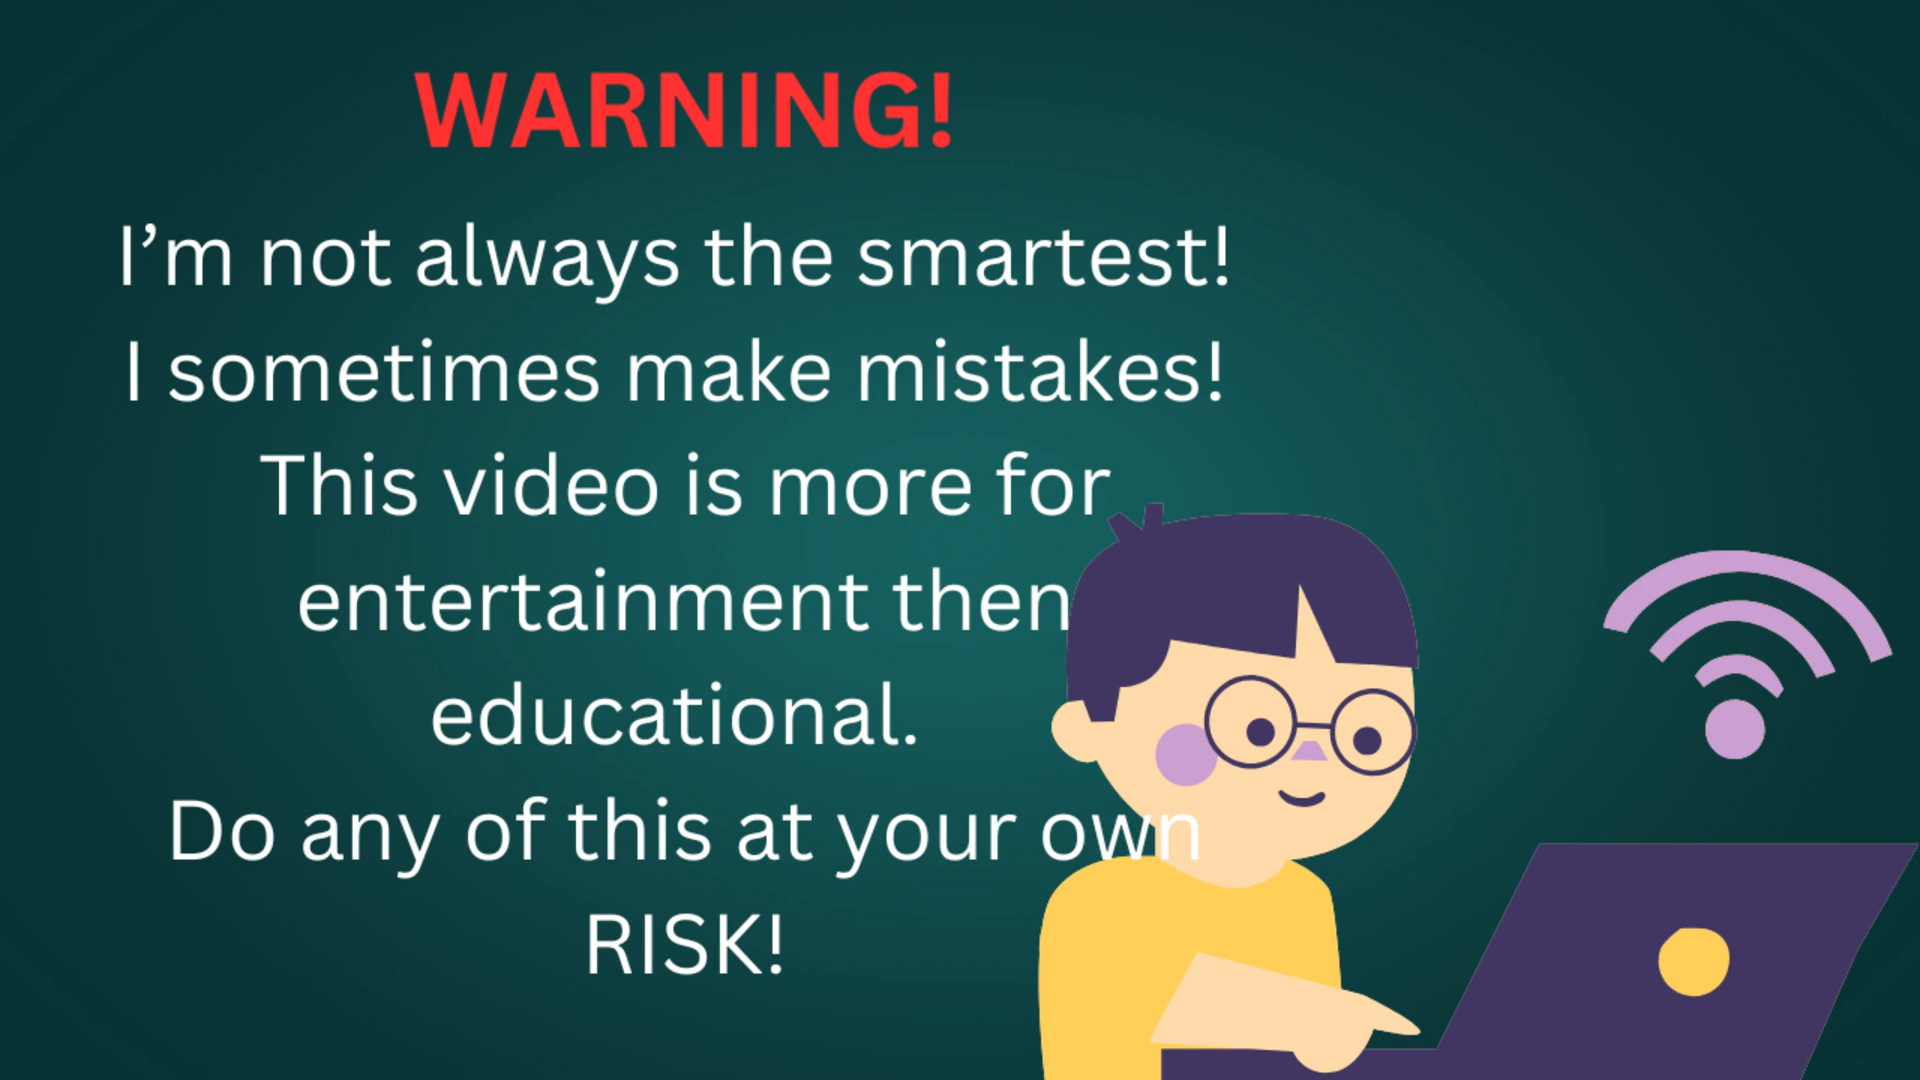 WARNING!
I’m not always the smartest!
I sometimes make mistakes!
This video is more for
entertainment then
educational.
Do any of this at your own
RISK!